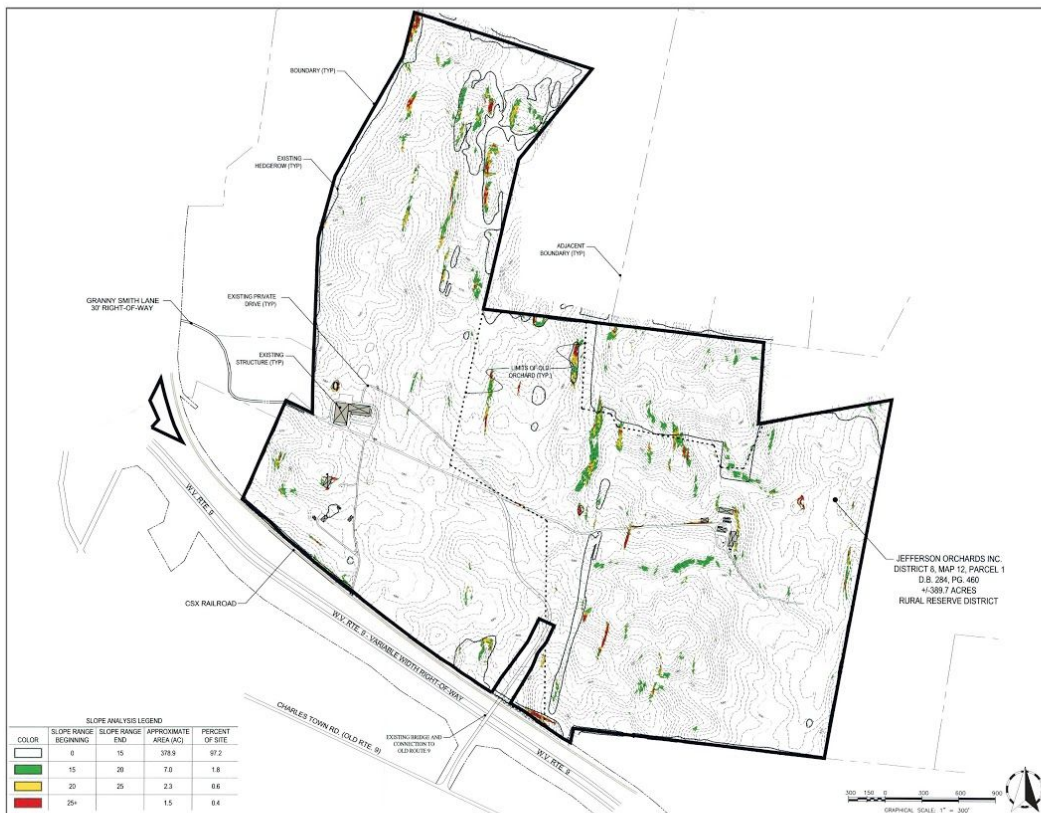 BOUNDARY (TYP)
EXISTING
HEDGEROW (TYP)
ADJACENT
BOUNDARY (TYP)
GRANNY SMITH LANE
30' RIGHT-OF-WAY
EXISTING PRIVATE
DRIVE (TYP)
EXISTING
STRUCTURE (TYP)
LIMITS OF OLD
ORCHARD (TYP.)
W.V. RTE. 9
CSX RAILROAD
JEFFERSON ORCHARDS INC.
DISTRICT 8, MAP 12, PARCEL 1
D.B. 284, PG. 460
+/-389.7 ACRES
RURAL RESERVE DISTRICT
W.V. RTE. 9 - VARIABLE WIDTH RIGHT-OF-WAY
CHARLES TOWN RD. (OLD RTE. 9)
EXISTING BRIDGE AND
CONNECTION TO
OLD ROUTE 9
W.V. RTE. 9
SLOPE ANALYSIS LEGEND
COLOR SLOPE RANGE BEGINNING SLOPE RANGE END APPROXIMATE AREA (AC) PERCENT OF SITE
0 15 378.9 97.2
15 20 7.0 1.8
20 25 2.3 0.6
25+ 1.5 0.4
300 150 0 300 600 900
GRAPHICAL SCALE: 1" = 300'